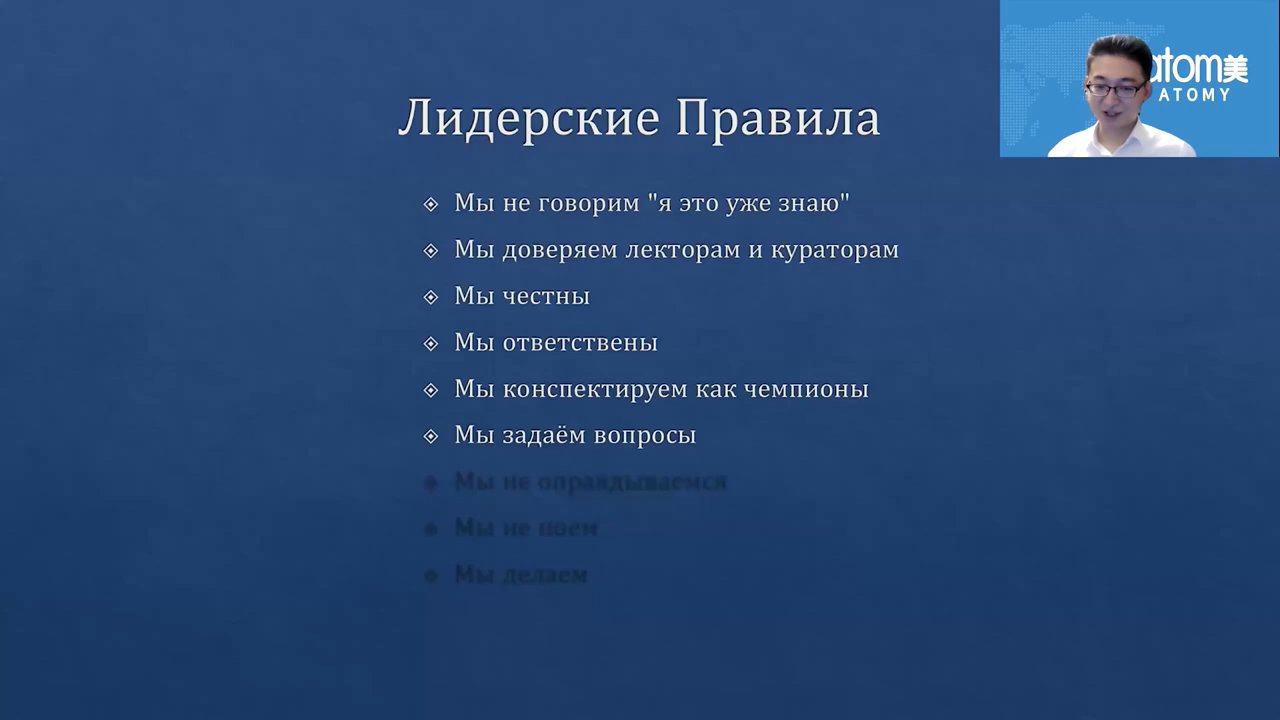 Лидерские Правила
Мы не говорим "я это уже знаю"
Мы доверяем лекторам и кураторам
Мы честны
Мы ответствены
Мы конспектируем как чемпионы
Мы задаём вопросы
Мы не оправдываемся
Мы не ноем
Мы делаем
atom美
ATOMY